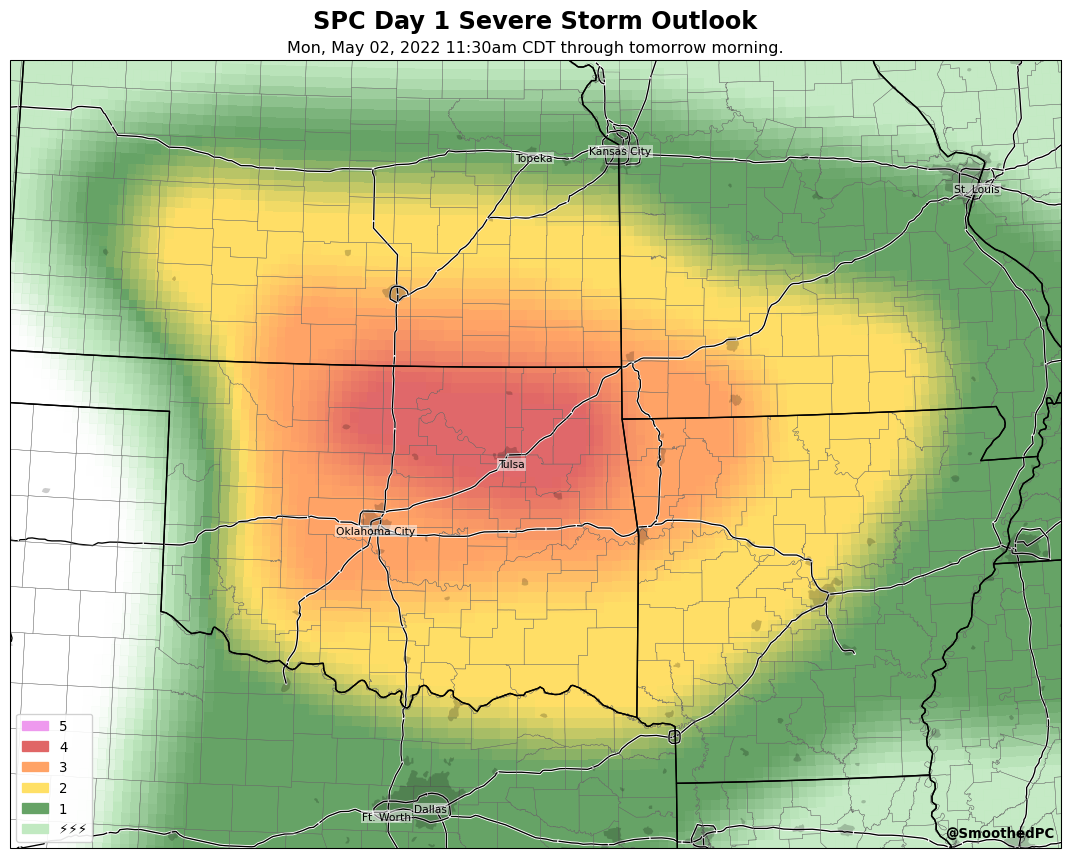 SPC Day 1 Severe Storm Outlook
Mon, May 02, 2022 11:30am CDT through tomorrow morning.
Topeka
Kansas City
St. Louis
Tulsa
Oklahoma City
Dallas
Ft. Worth
5
4
3
2
1
⚡⚡⚡
@SmoothedPC